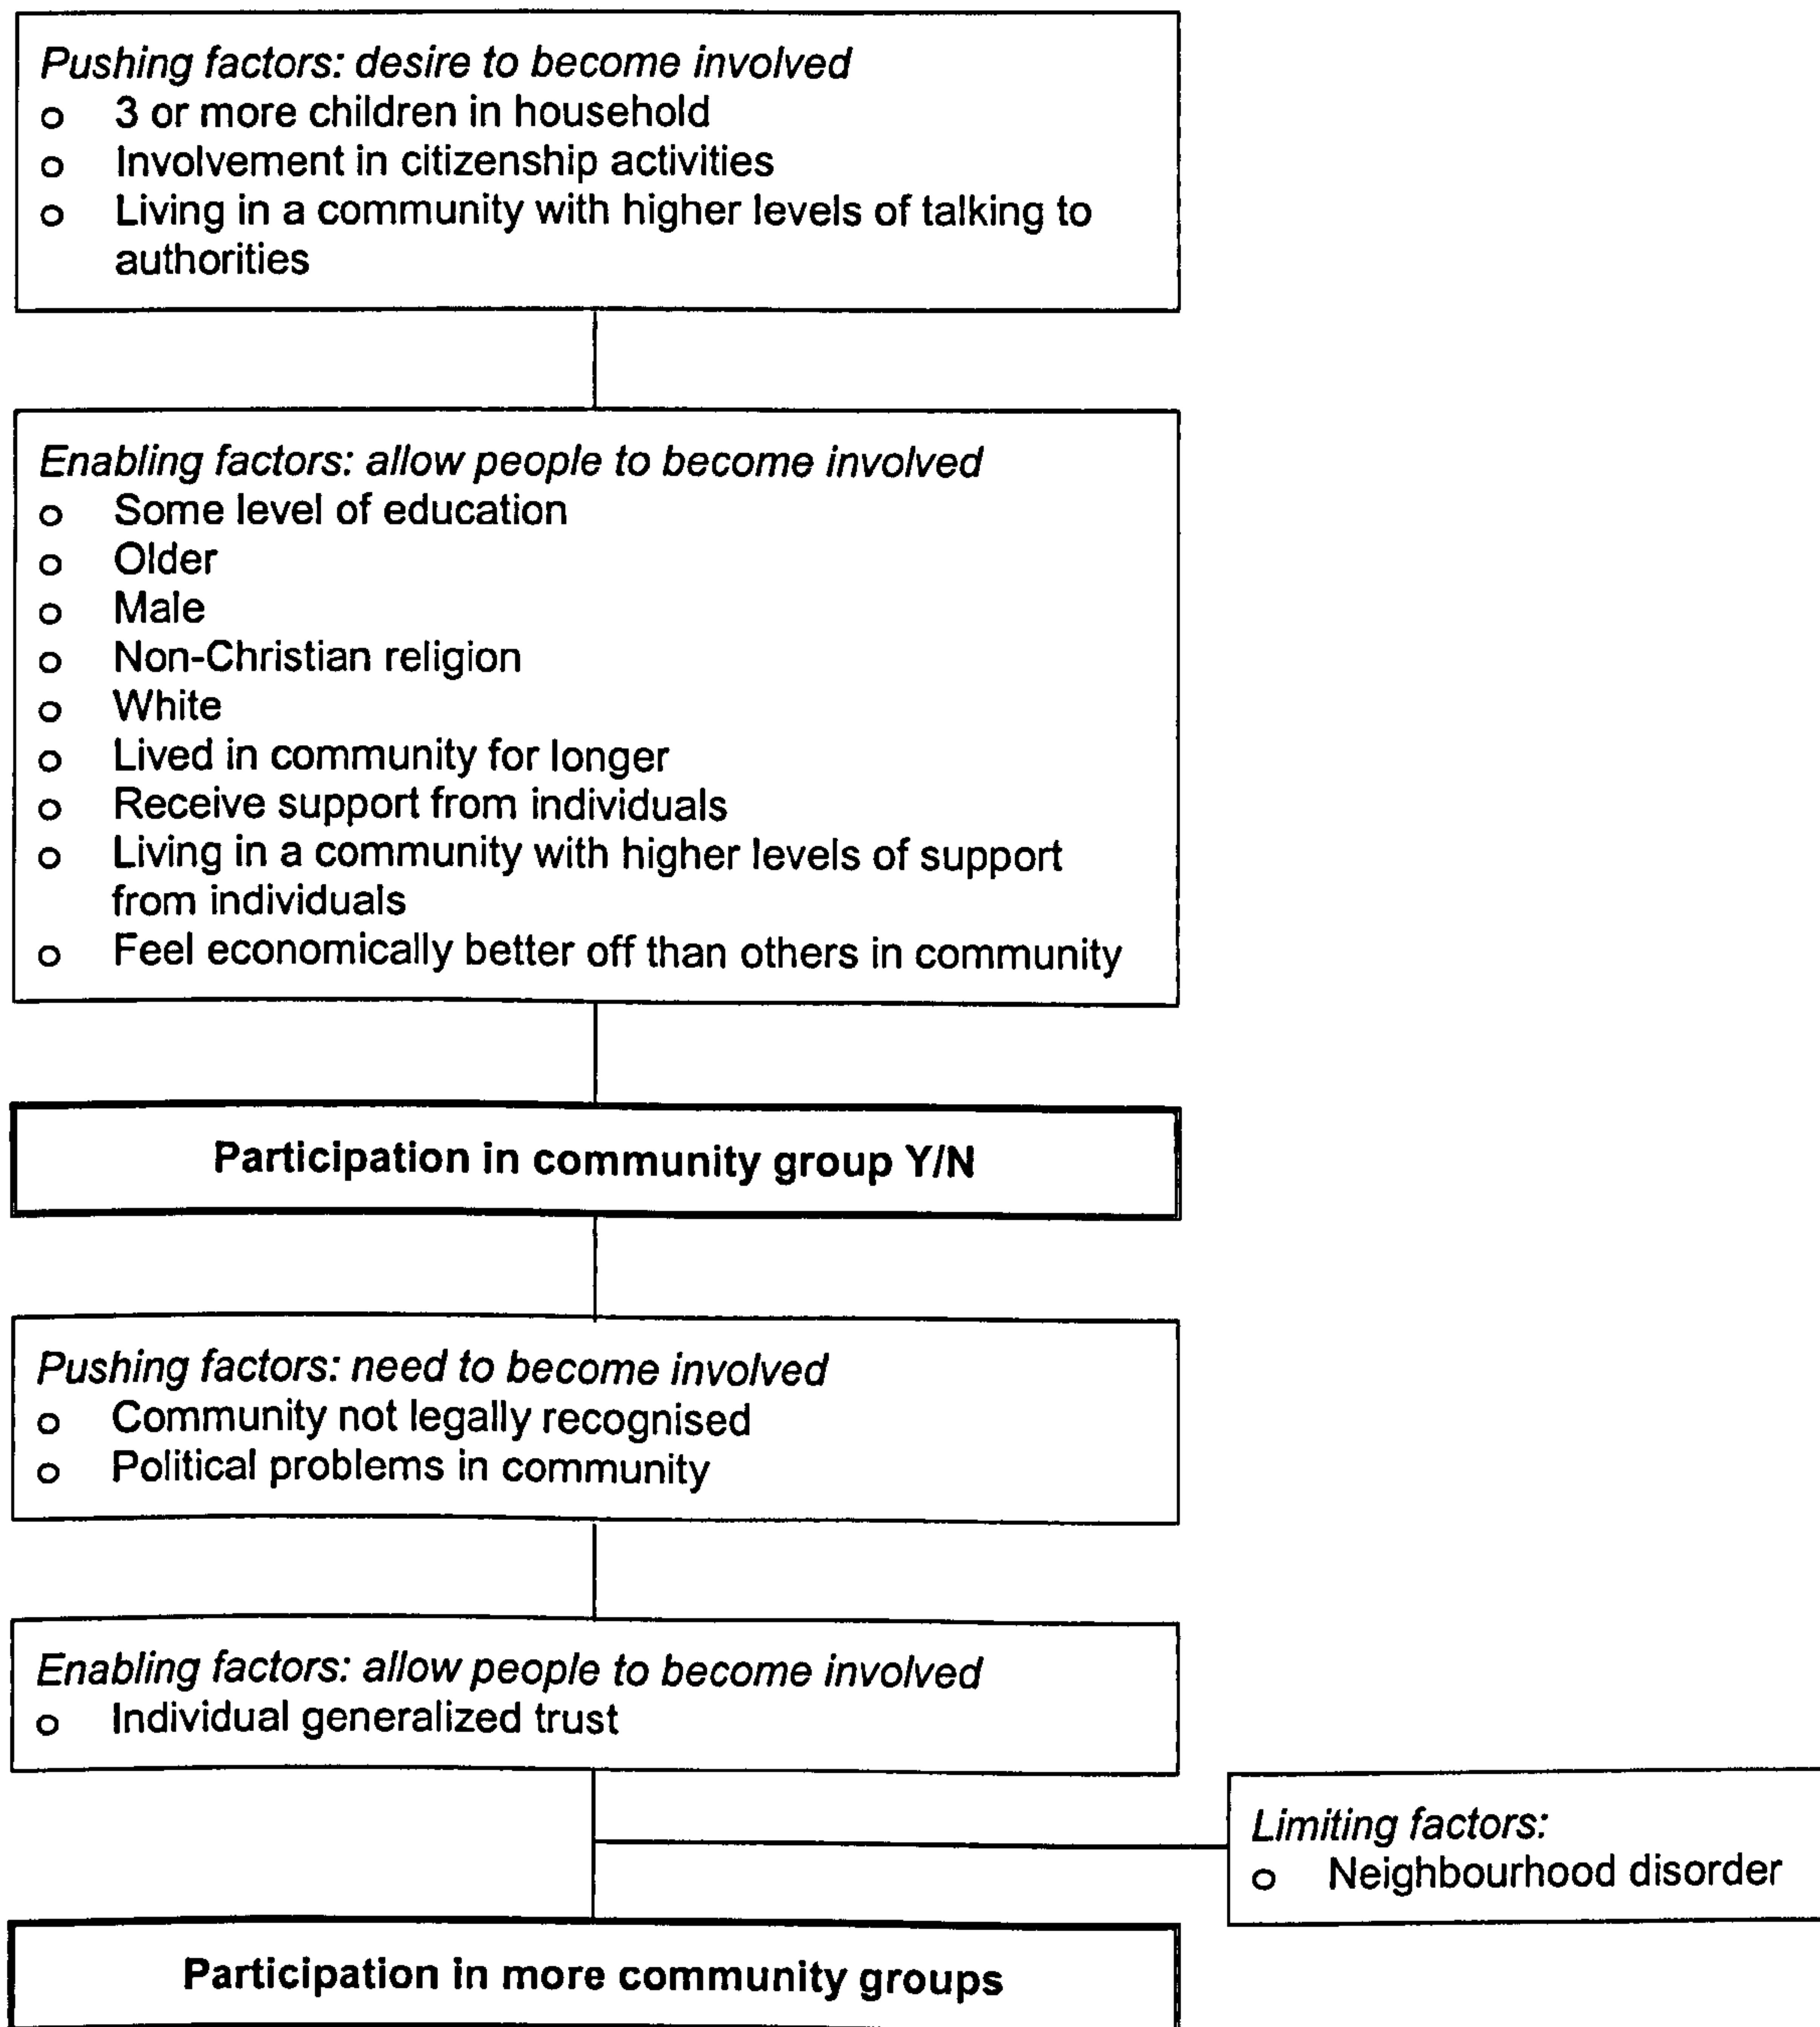 Pushing factors: desire to become involved
o 3 or more children in household
o Involvement in citizenship activities
o Living in a community with higher levels of talking to
authorities
Enabling factors: allow people to become involved
o Some level of education
o Older
o Male
o Non-Christian religion
o White
o Lived in community for longer
o Receive support from individuals
o Living in a community with higher levels of support
from individuals
o Feel economically better off than others in community
Participation in community group Y/N
Pushing factors: need to become involved
o Community not legally recognised
o Political problems in community
Enabling factors: allow people to become involved
o Individual generalized trust
Limiting factors:
o Neighbourhood disorder
Participation in more community groups